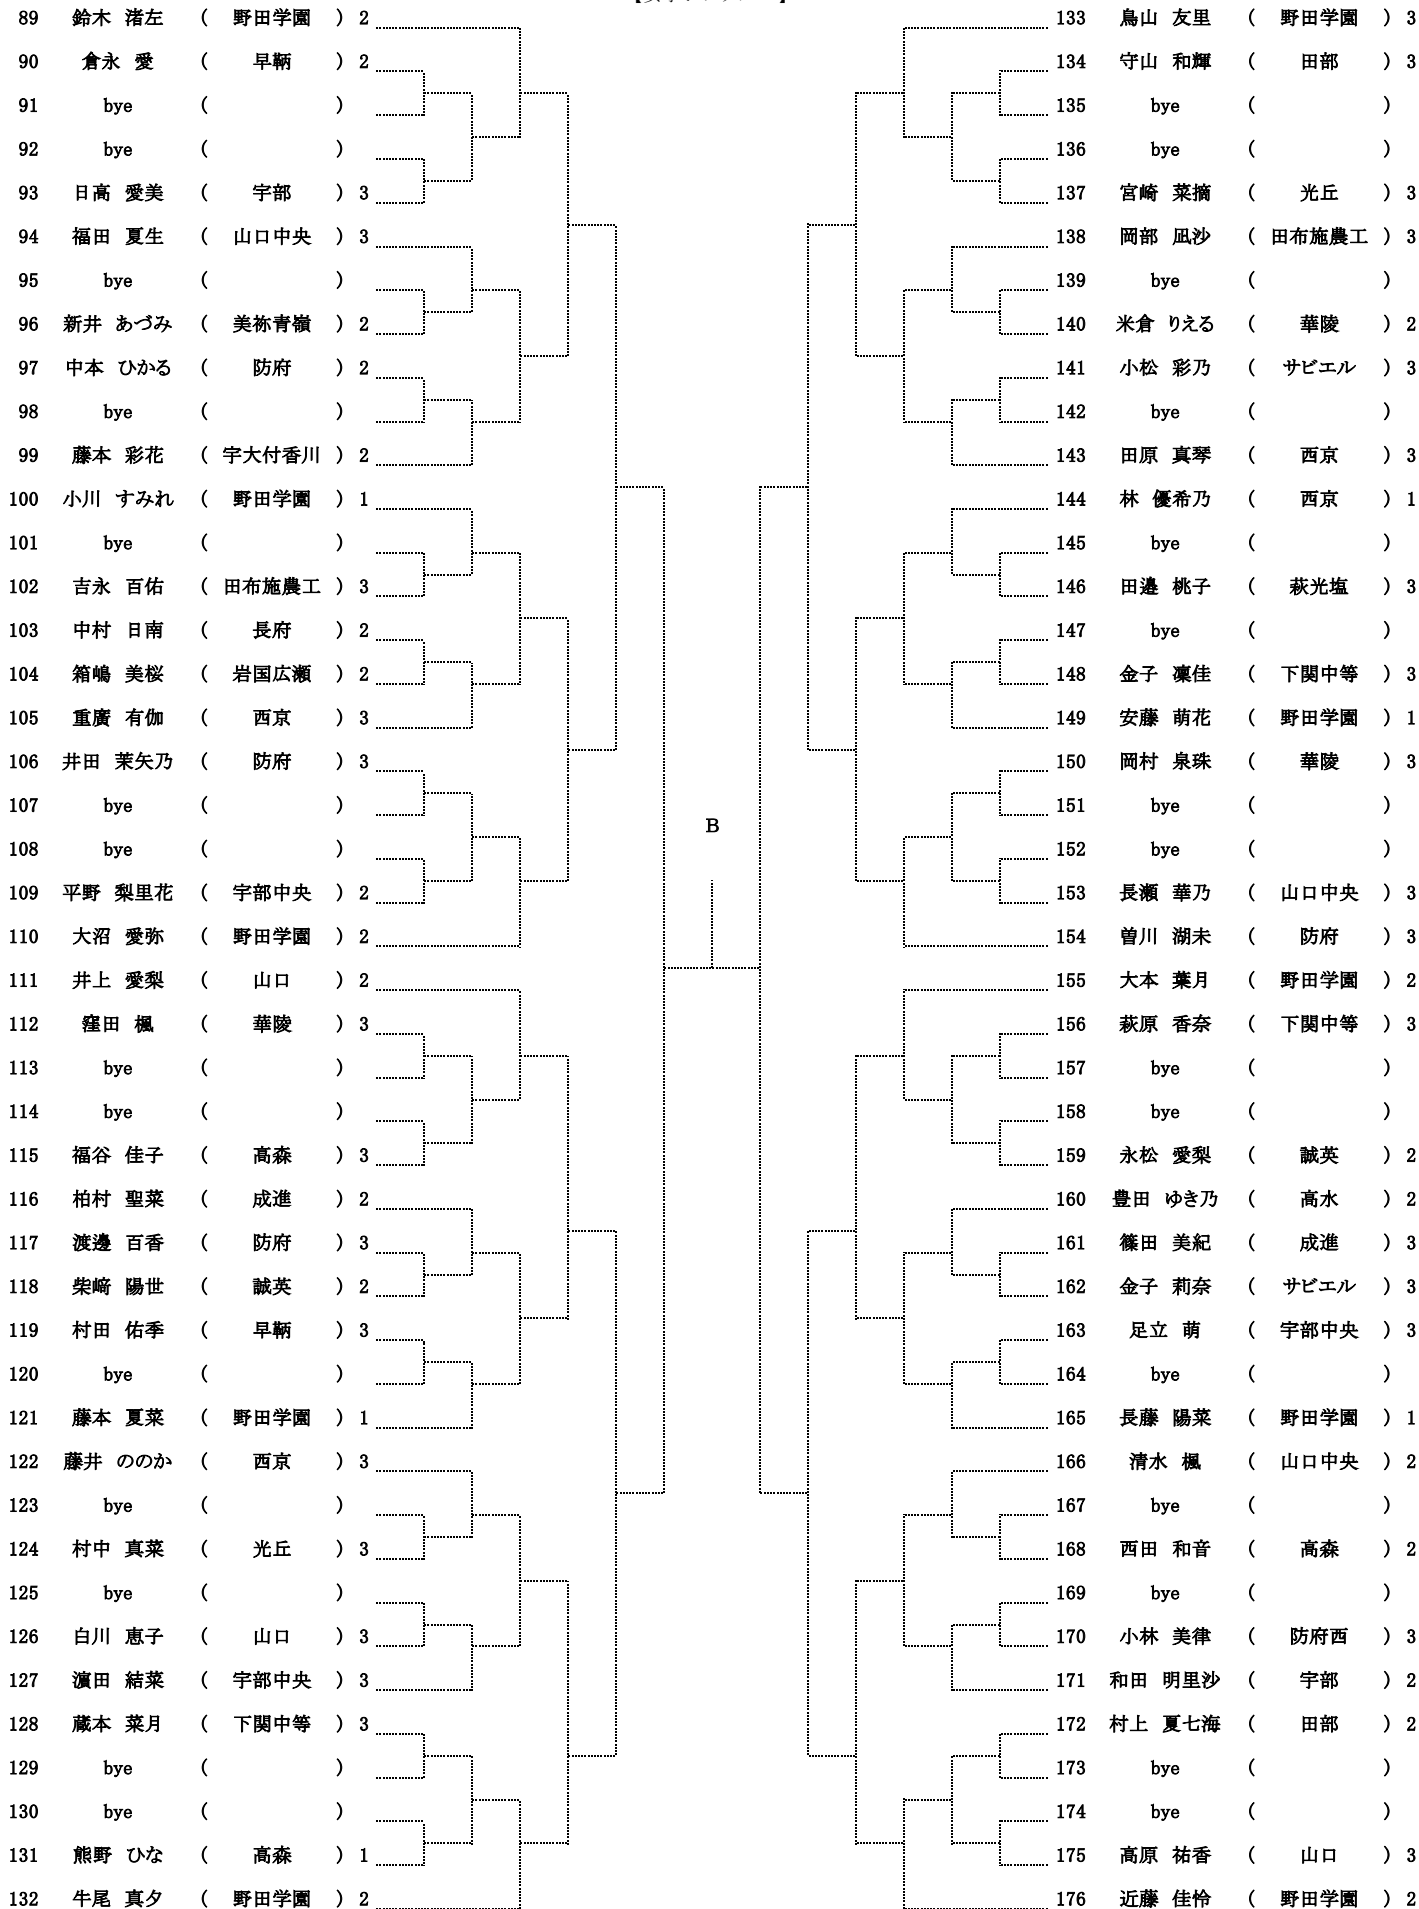 89 鈴木 渚左 ( 野田学園 ) 2
90 倉永 愛 ( 早鞆 ) 2
91 bye ( )
92 bye ( )
93 日高 愛美 ( 宇部 ) 3
94 福田 夏生 ( 山口中央 ) 3
95 bye ( )
96 新井 あづみ ( 美祢青嶺 ) 2
97 中本 ひかる ( 防府 ) 2
98 bye ( )
99 藤本 彩花 ( 宇大付香川 ) 2
100 小川 すみれ ( 野田学園 ) 1
101 bye ( )
102 吉永 百佑 ( 田布施農工 ) 3
103 中村 日南 ( 長府 ) 2
104 箱嶋 美桜 ( 岩国広瀬 ) 2
105 重廣 有伽 ( 西京 ) 3
106 井田 茉矢乃 ( 防府 ) 3
107 bye ( )
108 bye ( )
109 平野 梨里花 ( 宇部中央 ) 2
110 大沼 愛弥 ( 野田学園 ) 2
111 井上 愛梨 ( 山口 ) 2
112 窪田 楓 ( 華陵 ) 3
113 bye ( )
114 bye ( )
115 福谷 佳子 ( 高森 ) 3
116 柏村 聖菜 ( 成進 ) 2
117 渡邊 百香 ( 防府 ) 3
118 柴﨑 陽世 ( 誠英 ) 2
119 村田 佑季 ( 早鞆 ) 3
120 bye ( )
121 藤本 夏菜 ( 野田学園 ) 1
122 藤井 ののか ( 西京 ) 3
123 bye ( )
124 村中 真菜 ( 光丘 ) 3
125 bye ( )
126 白川 恵子 ( 山口 ) 3
127 濵田 結菜 ( 宇部中央 ) 3
128 蔵本 菜月 ( 下関中等 ) 3
129 bye ( )
130 bye ( )
131 熊野 ひな ( 高森 ) 1
132 牛尾 真夕 ( 野田学園 ) 2
B
133 鳥山 友里 ( 野田学園 ) 3
134 守山 和輝 ( 田部 ) 3
135 bye ( )
136 bye ( )
137 宮崎 菜摘 ( 光丘 ) 3
138 岡部 凪沙 ( 田布施農工 ) 3
139 bye ( )
140 米倉 りえる ( 華陵 ) 2
141 小松 彩乃 ( サビエル ) 3
142 bye ( )
143 田原 真琴 ( 西京 ) 3
144 林 優希乃 ( 西京 ) 1
145 bye ( )
146 田邉 桃子 ( 萩光塩 ) 3
147 bye ( )
148 金子 凜佳 ( 下関中等 ) 3
149 安藤 萌花 ( 野田学園 ) 1
150 岡村 泉珠 ( 華陵 ) 3
151 bye ( )
152 bye ( )
153 長瀬 華乃 ( 山口中央 ) 3
154 曽川 湖未 ( 防府 ) 3
155 大本 葉月 ( 野田学園 ) 2
156 萩原 香奈 ( 下関中等 ) 3
157 bye ( )
158 bye ( )
159 永松 愛梨 ( 誠英 ) 2
160 豊田 ゆき乃 ( 高水 ) 2
161 篠田 美紀 ( 成進 ) 3
162 金子 莉奈 ( サビエル ) 3
163 足立 萌 ( 宇部中央 ) 3
164 bye ( )
165 長藤 陽菜 ( 野田学園 ) 1
166 清水 楓 ( 山口中央 ) 2
167 bye ( )
168 西田 和音 ( 高森 ) 2
169 bye ( )
170 小林 美律 ( 防府西 ) 3
171 和田 明里沙 ( 宇部 ) 2
172 村上 夏七海 ( 田部 ) 2
173 bye ( )
174 bye ( )
175 高原 祐香 ( 山口 ) 3
176 近藤 佳怜 ( 野田学園 ) 2